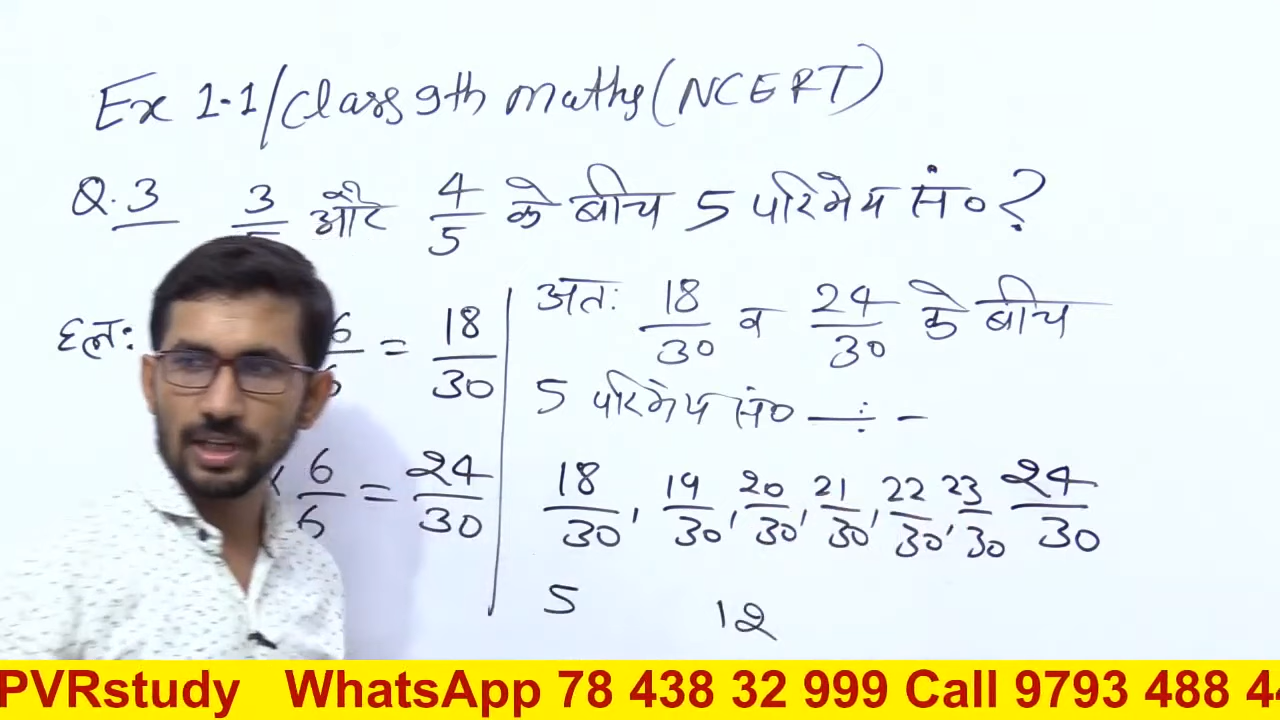 Ex 1.1/Class 9th maths (NCERT)
Q.3 3 और 4/5 के बीच 5 परिमेय सं० ?
हल: 6 = 18/30
6/6 = 24/30
अतः 18/30 व 24/30 के बीच
5 परिमेय सं० —:-
18/30, 19/30, 20/30, 21/30, 22/30, 23/30 24/30
5 12
PVRstudy WhatsApp 78 438 32 999 Call 9793 488 4